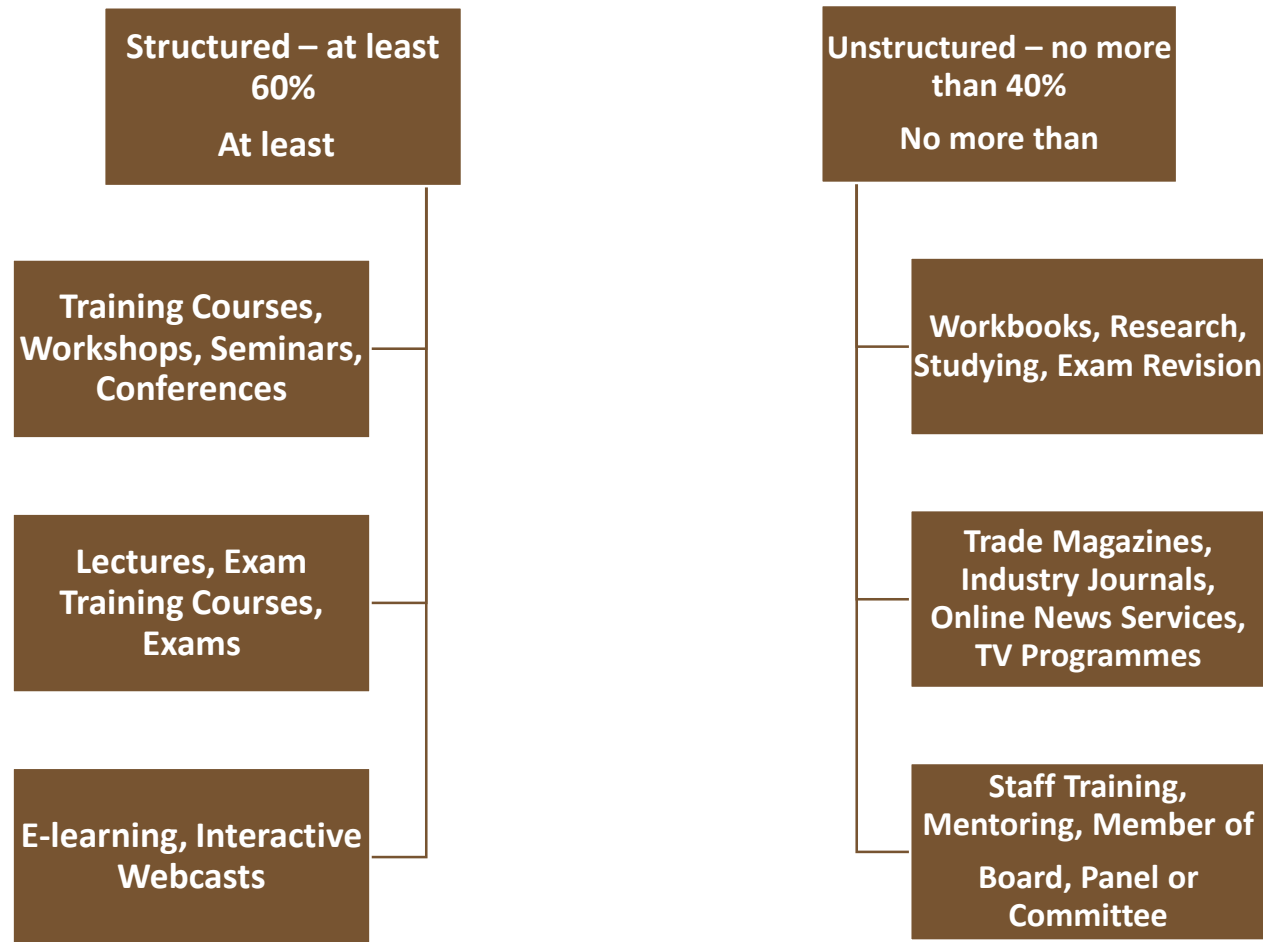 Structured – at least
60%
At least
Training Courses,
Workshops, Seminars,
Conferences
Lectures, Exam
Training Courses,
Exams
E-learning, Interactive
Webcasts
Unstructured – no more
than 40%
No more than
Workbooks, Research,
Studying, Exam Revision
Trade Magazines,
Industry Journals,
Online News Services,
TV Programmes
Staff Training,
Mentoring, Member of
Board, Panel or
Committee